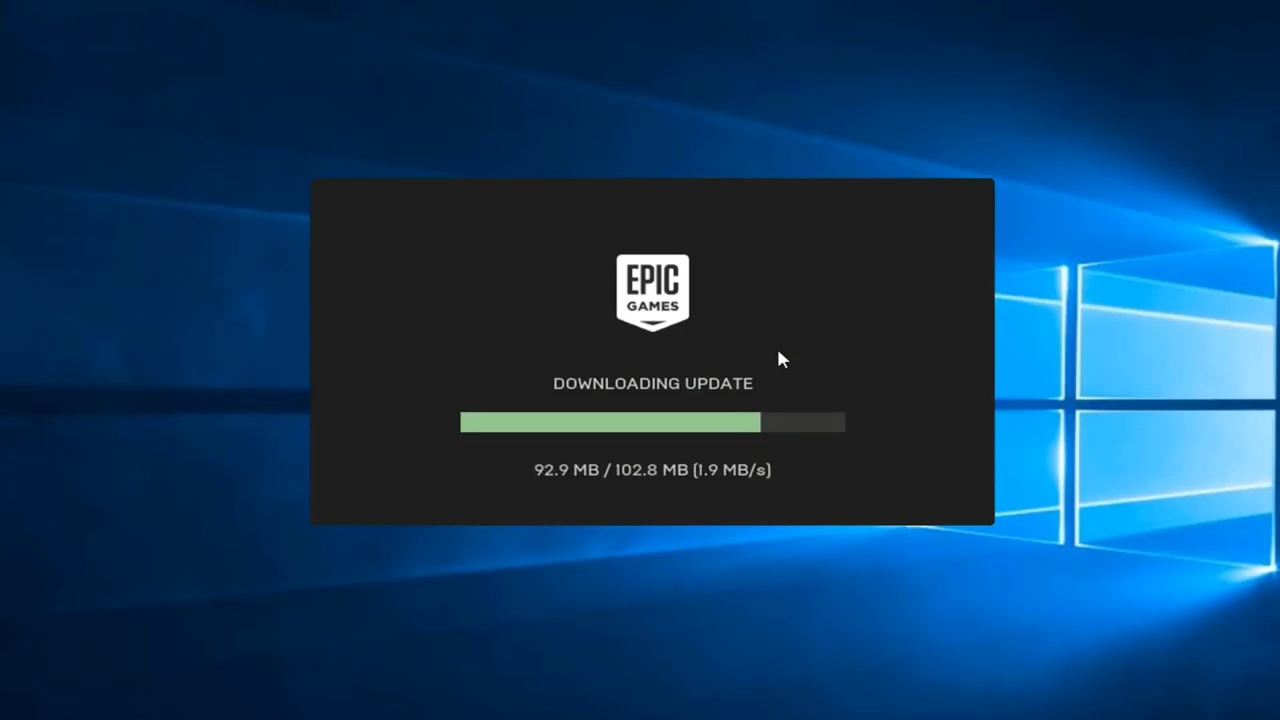 EPIC
GAMES
DOWNLOADING UPDATE
92.9 MB / 102.8 MB (1.9 MB/s)